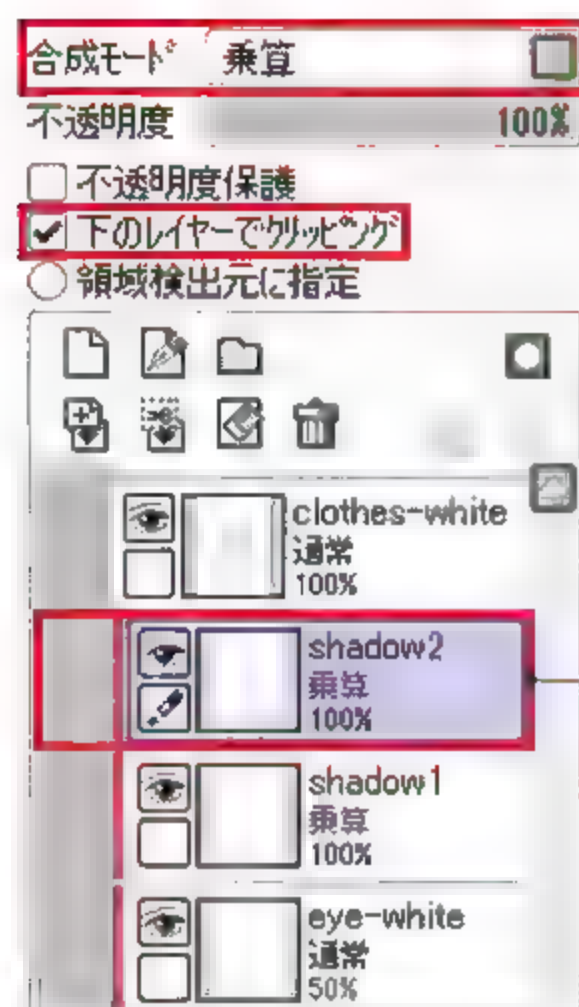 合成モード 乗算
不透明度 100%
不透明度保護
下のレイヤーでクリッピング
領域検出元に指定
clothes-white
通常
100%
shadow2
乗算
100%
shadow1
乗算
100%
eye-white
通常
50%